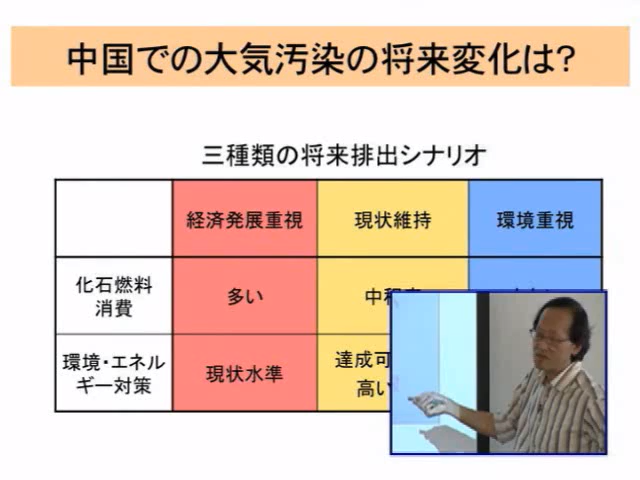 中国での大気汚染の将来変化は?
三種類の将来排出シナリオ
経済発展重視 現状維持 環境重視
化石燃料
消費
多い
環境・エネル
ギー対策
現状水準
達成可
高い